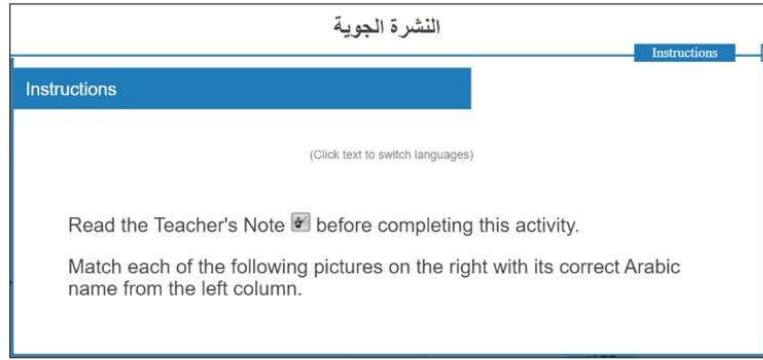 النشرة الجوية
Instructions
Instructions
(Click text to switch languages)
Read the Teacher's Note before completing this activity.
Match each of the following pictures on the right with its correct Arabic
name from the left column.